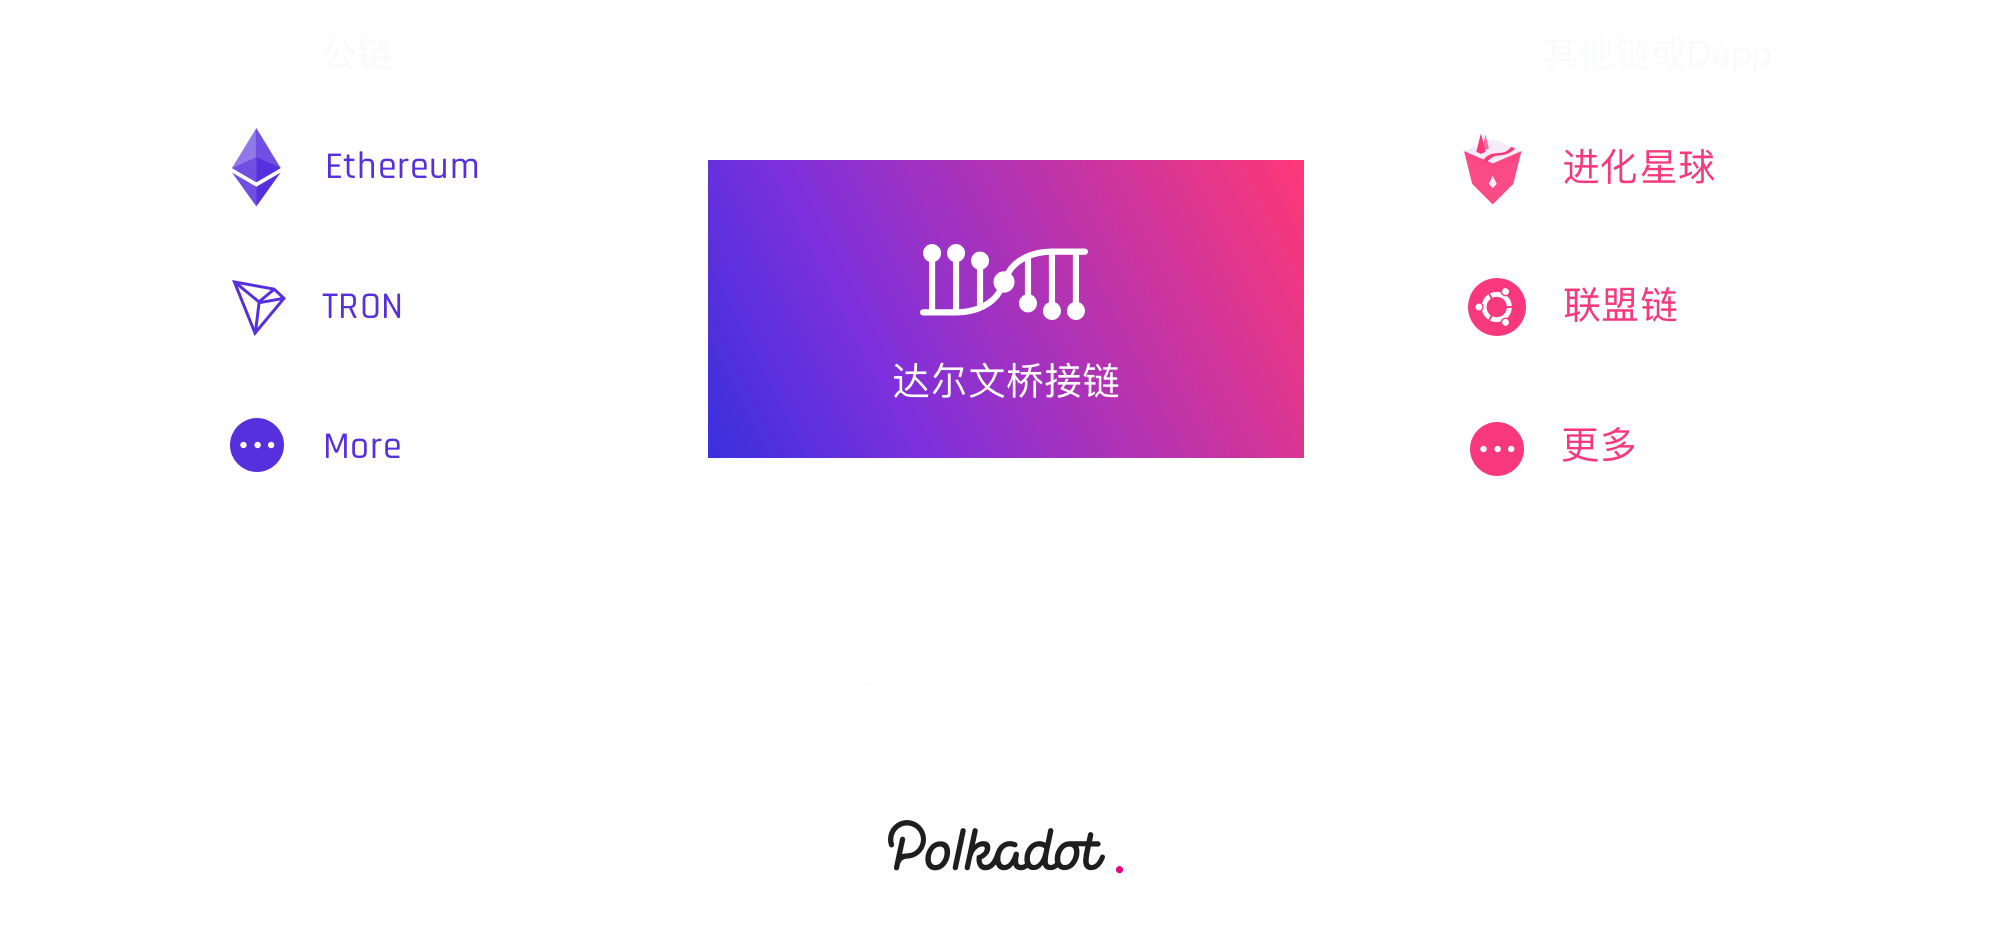 公链
其他链或Dapp
Ethereum
TRON
More
达尔文桥接链
进化星球
联盟链
更多
Polkadot.